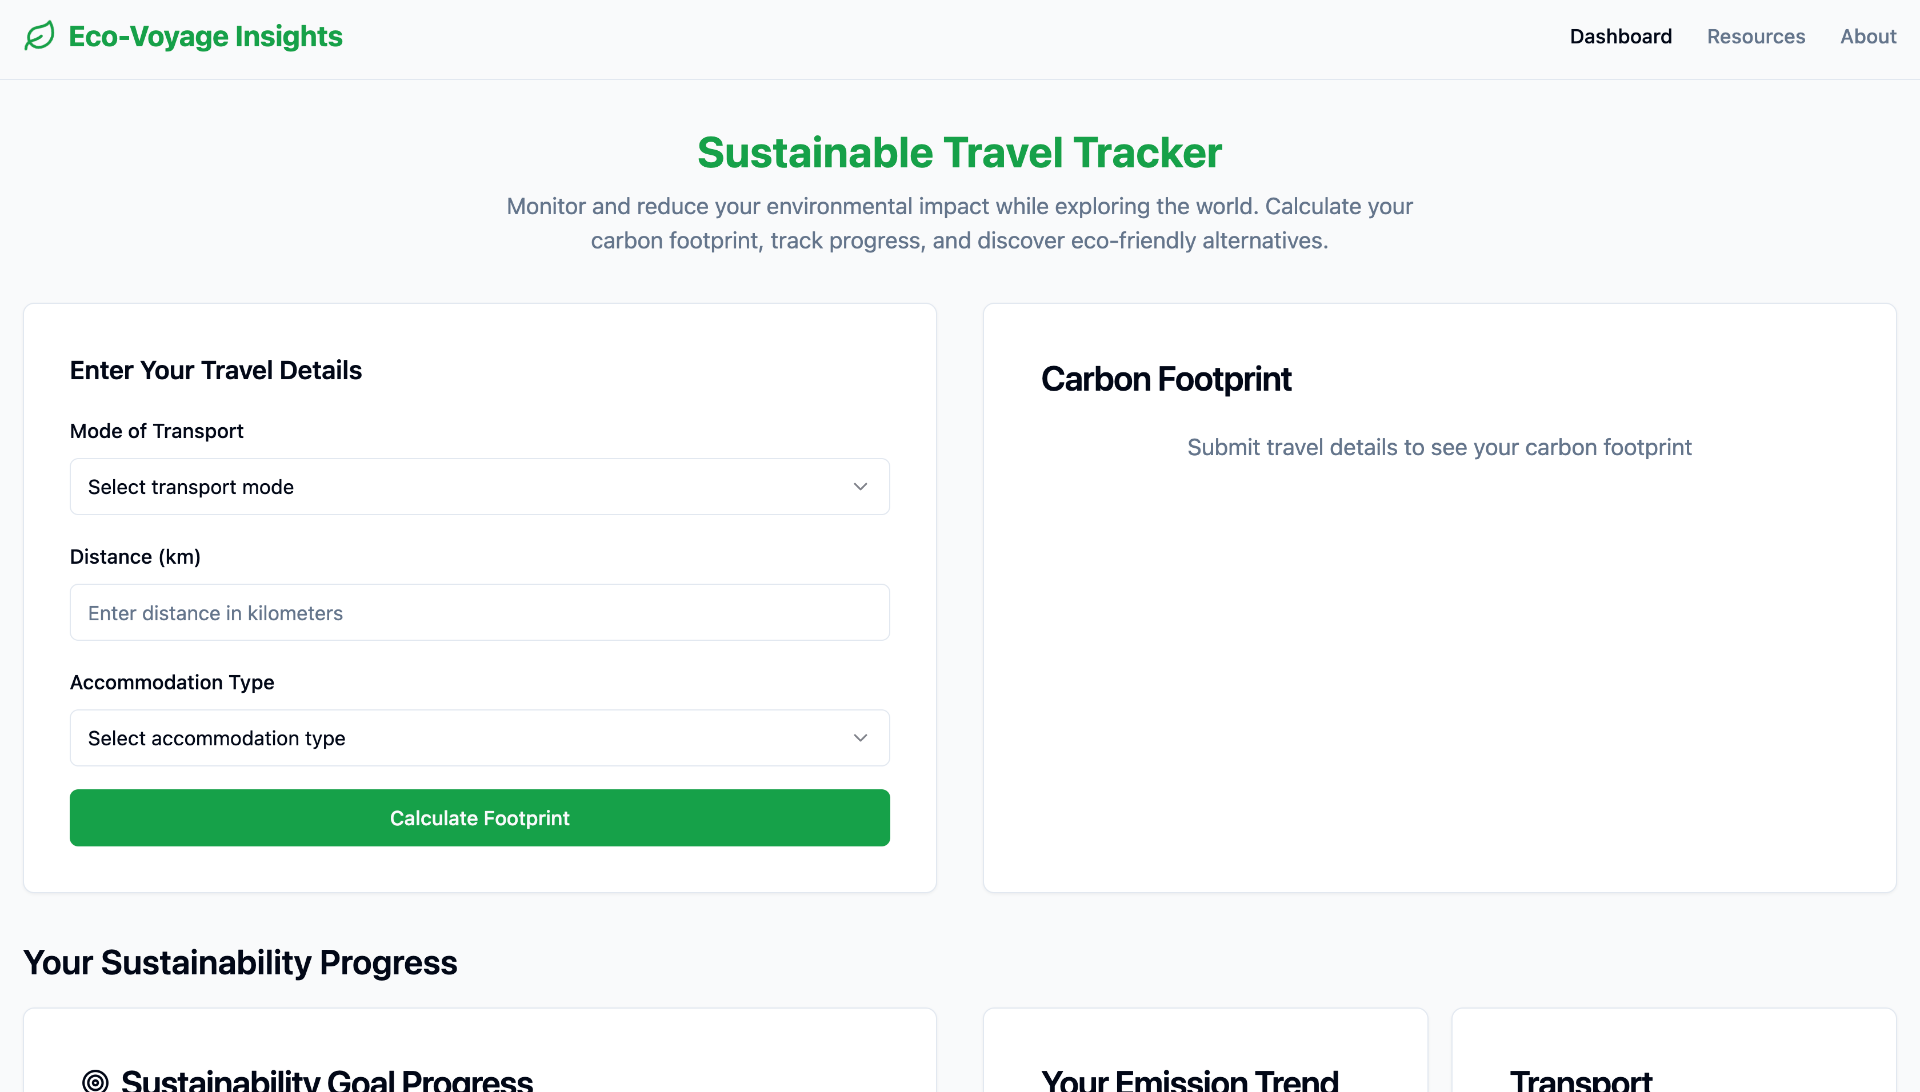 Eco-Voyage Insights
Dashboard
Resources
About
Sustainable Travel Tracker
Monitor and reduce your environmental impact while exploring the world. Calculate your
carbon footprint, track progress, and discover eco-friendly alternatives.
Enter Your Travel Details
Mode of Transport
Select transport mode
Distance (km)
Enter distance in kilometers
Accommodation Type
Select accommodation type
Calculate Footprint
Carbon Footprint
Submit travel details to see your carbon footprint
Your Sustainability Progress
Sustainability Goal Progress
Your Emission Trend
Transport